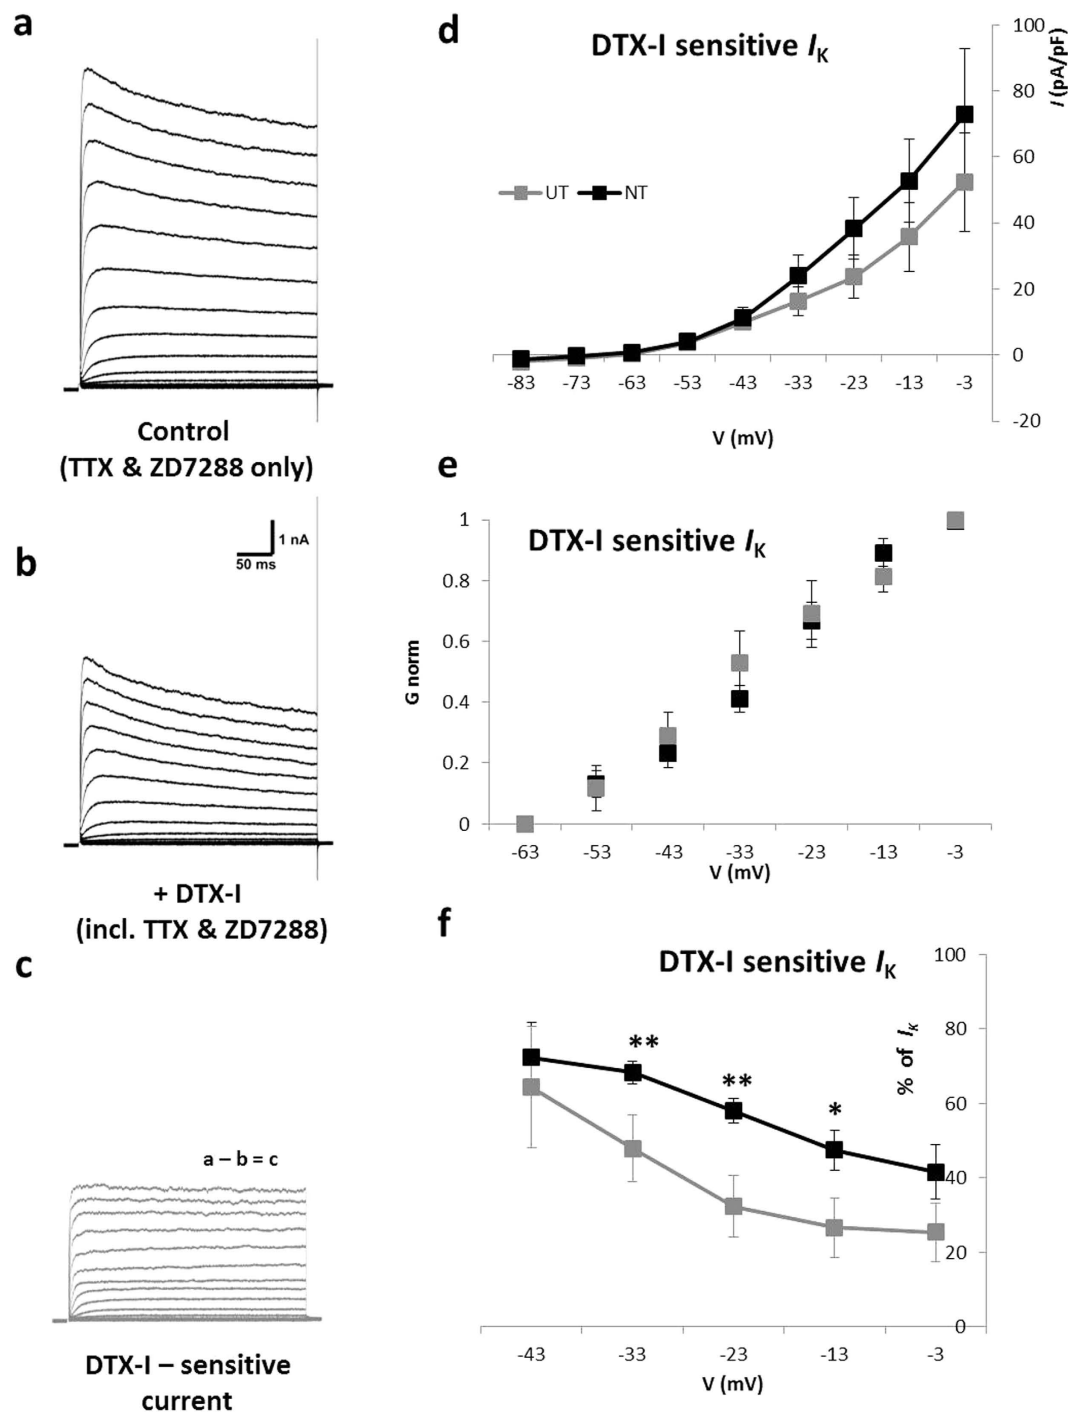 a
Control
(TTX & ZD7288 only)
b
1 nA
50 ms
+ DTX-I
(incl. TTX & ZD7288)
c
a – b = c
DTX-I – sensitive
current
d
DTX-I sensitive IK
UT NT
100
80
60
40
20
0
-20
I (pA/pF)
-83 -73 -63 -53 -43 -33 -23 -13 -3
V (mV)
e
DTX-I sensitive IK
1
0.8
0.6
0.4
0.2
0
G norm
-63 -53 -43 -33 -23 -13 -3
V (mV)
f
DTX-I sensitive IK
100
80
60
40
20
0
% of IK
** ** *
-43 -33 -23 -13 -3
V (mV)